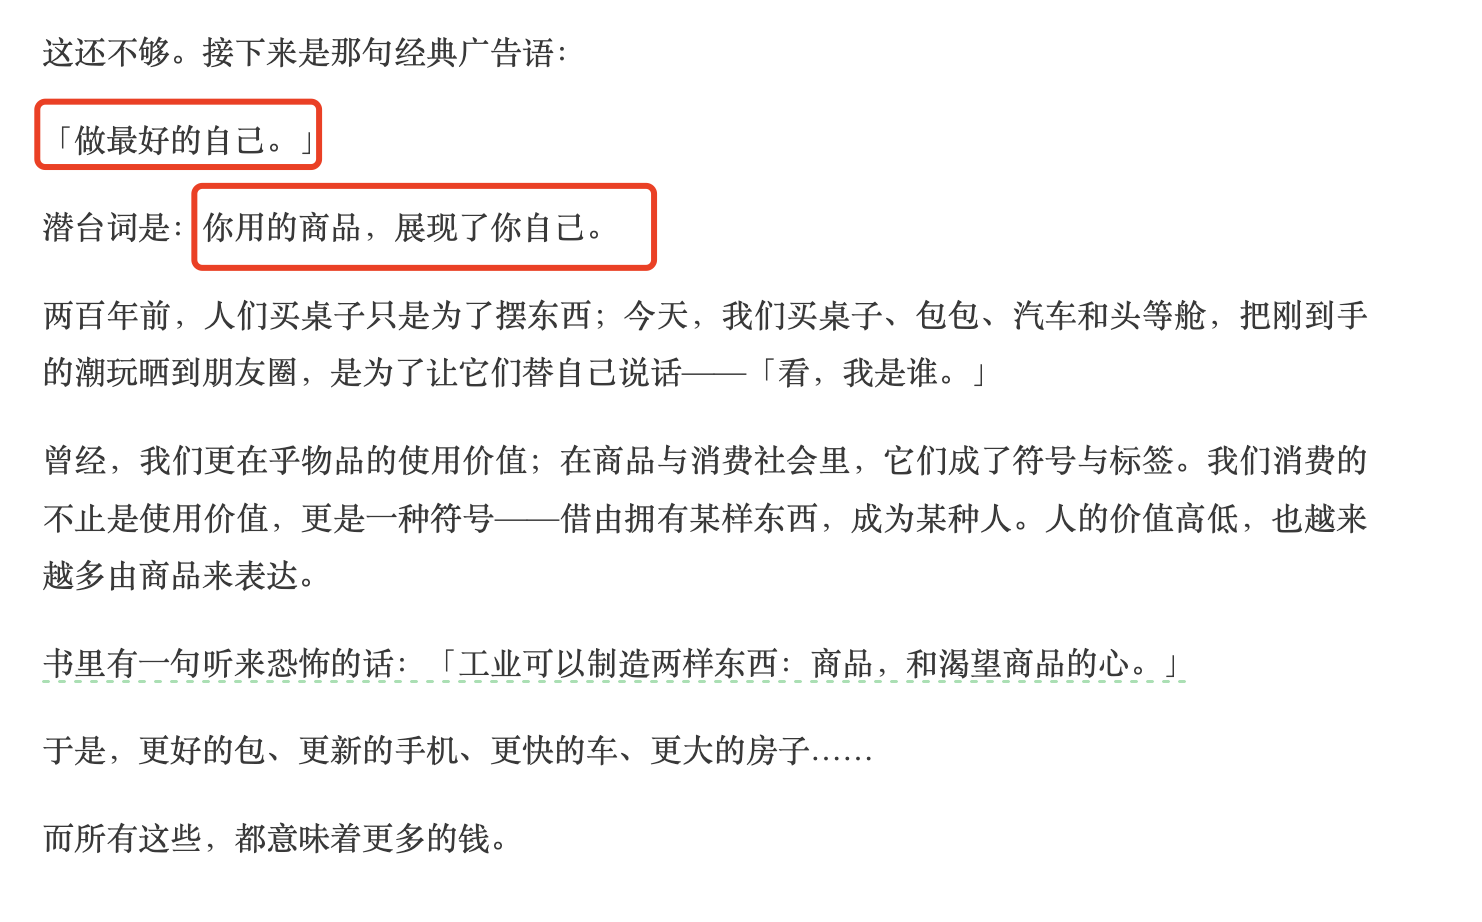 这还不够。接下来是那句经典广告语：
「做最好的自己。」
潜台词是：你用的商品，展现了你自己。
两百年前，人们买桌子只是为了摆东西；今天，我们买桌子、包包、汽车和头等舱，把刚到手
的潮玩晒到朋友圈，是为了让它们替自己说话——「看，我是谁。」
曾经，我们更在乎物品的使用价值；在商品与消费社会里，它们成了符号与标签。我们消费的
不止是使用价值，更是一种符号——借由拥有某样东西，成为某种人。人的价值高低，也越来
越多由商品来表达。
书里有一句听来恐怖的话：「工业可以制造两样东西：商品，和渴望商品的心。」
于是，更好的包、更新的手机、更快的车、更大的房子……
而所有这些，都意味着更多的钱。